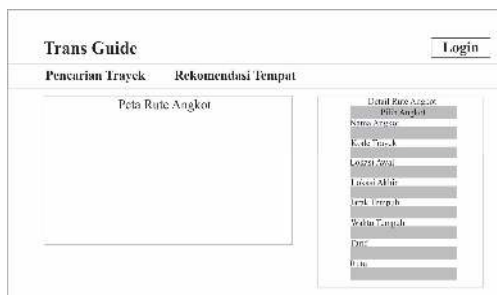 Trans Guide
Login
Pencarian Trayek Rekomendasi Tempat
Peta Rute Angkot
Detail Rute Angkot
Pilih Angkot
Nama Angkot
Kode Trayek
Lokasi Awal
Lokasi Akhir
Jarak Tempuh
Waktu Tempuh
Tarif
Rute